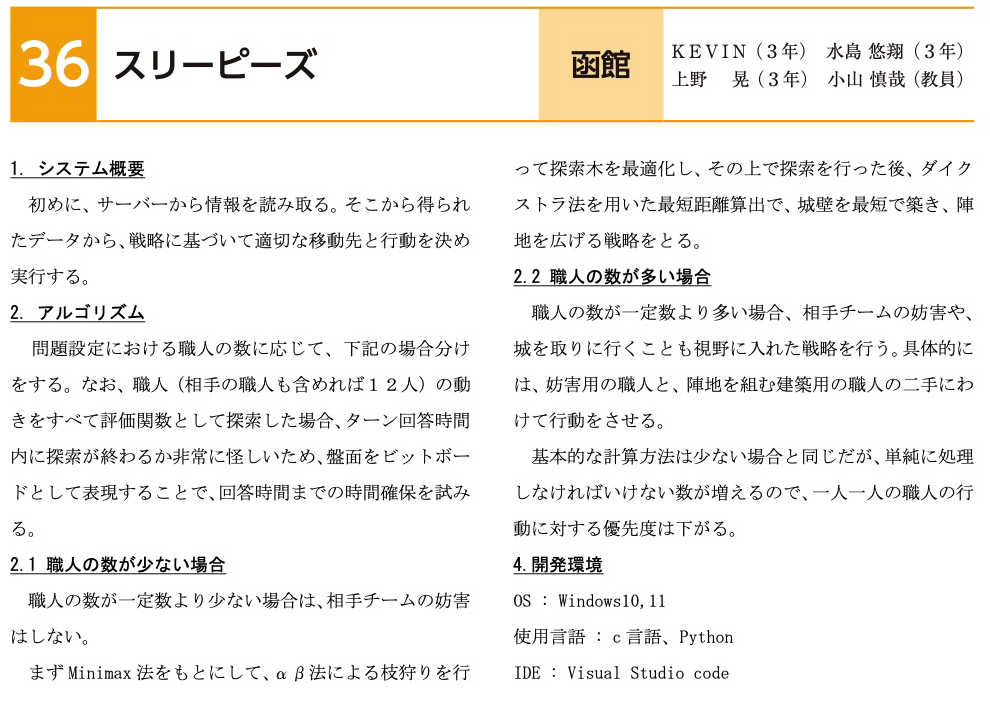 36 スリーピーズ 函館
KEVIN（３年） 水島 悠翔（３年）
上野 晃（３年） 小山 慎哉（教員）
1. システム概要
初めに、サーバーから情報を読み取る。そこから得られ
たデータから、戦略に基づいて適切な移動先と行動を決め
実行する。
2. アルゴリズム
問題設定における職人の数に応じて、下記の場合分け
をする。なお、職人（相手の職人も含めれば１２人）の動
きをすべて評価関数として探索した場合、ターン回答時間
内に探索が終わるか非常に怪しいため、盤面をビットボー
ドとして表現することで、回答時間までの時間確保を試み
る。
2.1 職人の数が少ない場合
職人の数が一定数より少ない場合は、相手チームの妨害
はしない。
まず Minimax 法をもとにして、αβ法による枝狩りを行
って探索木を最適化し、その上で探索を行った後、ダイク
ストラ法を用いた最短距離算出で、城壁を最短で築き、陣
地を広げる戦略をとる。
2.2 職人の数が多い場合
職人の数が一定数より多い場合、相手チームの妨害や、
城を取りに行くことも視野に入れた戦略を行う。具体的に
は、妨害用の職人と、陣地を組む建築用の職人の二手にわ
けて行動をさせる。
基本的な計算方法は少ない場合と同じだが、単純に処理
しなければいけない数が増えるので、一人一人の職人の行
動に対する優先度は下がる。
4.開発環境
OS : Windows10,11
使用言語 : c 言語、Python
IDE : Visual Studio code